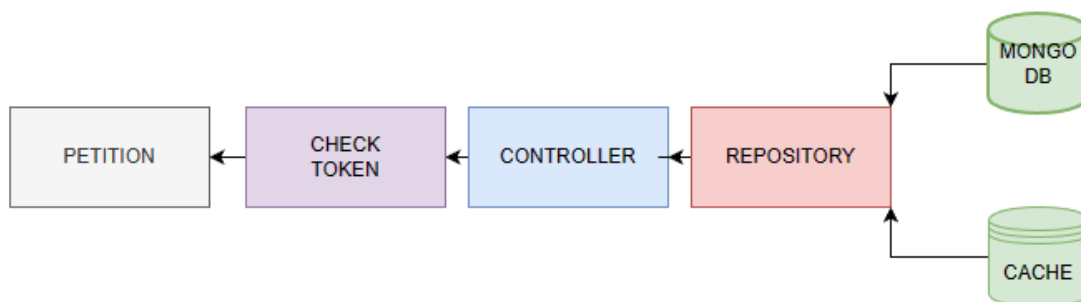 PETITION
CHECK
TOKEN
CONTROLLER
REPOSITORY
MONGO
DB
CACHE